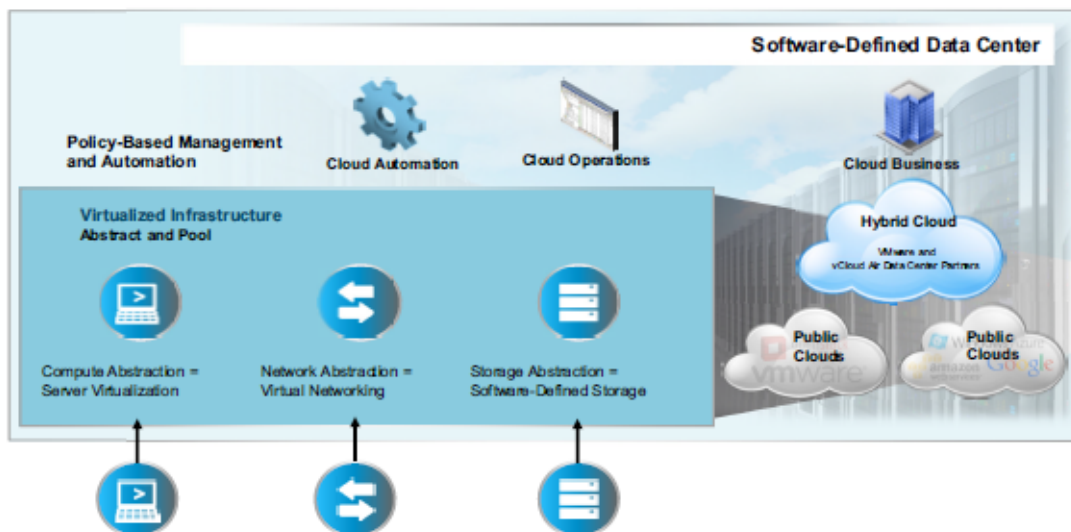 Software-Defined Data Center
Policy-Based Management
and Automation
Cloud Automation
Cloud Operations
Cloud Business
Virtualized Infrastructure
Abstract and Pool
Hybrid Cloud
VMware and
vCloud Air Data Center Partners
Compute Abstraction =
Server Virtualization
Network Abstraction =
Virtual Networking
Storage Abstraction =
Software-Defined Storage
Public
Clouds
vmware
Public
Clouds
amazon
Google